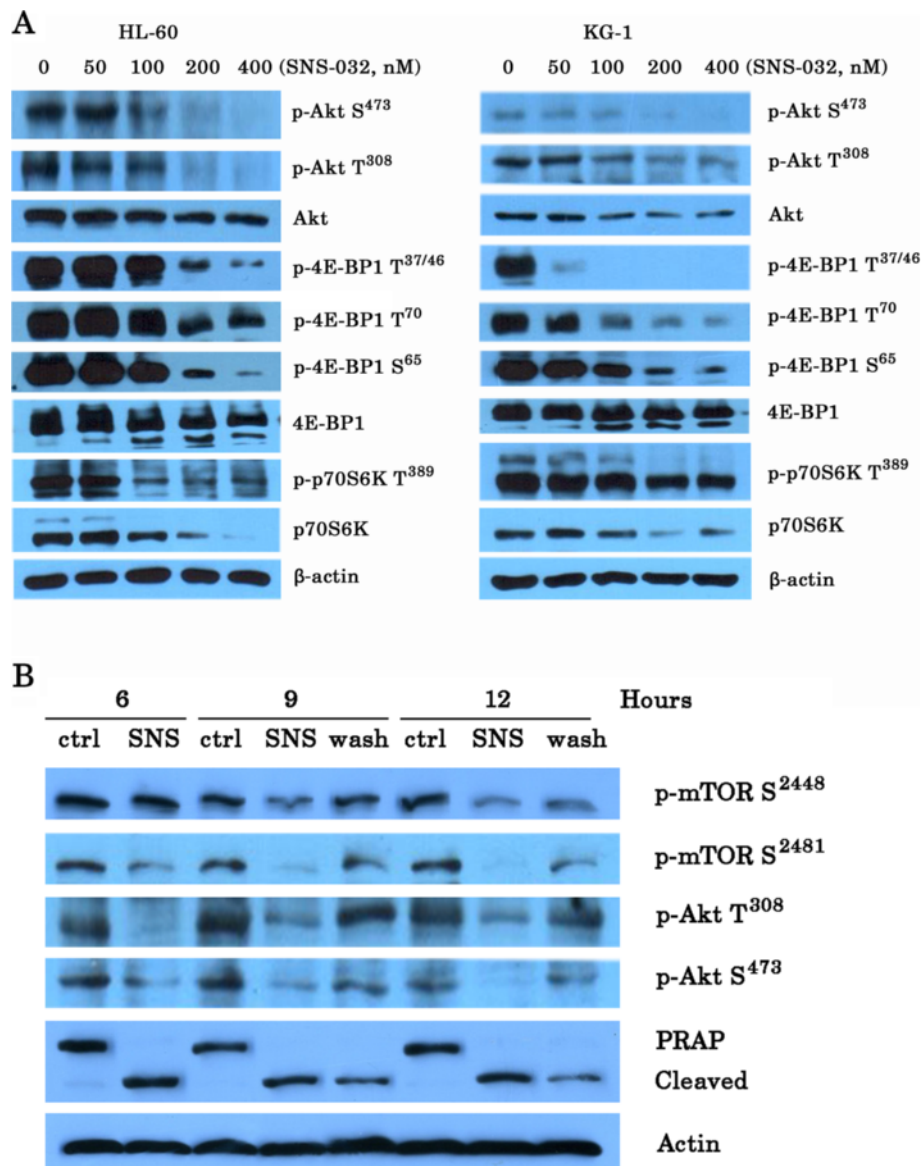 A
HL-60 KG-1
0 50 100 200 400 (SNS-032, nM) 0 50 100 200 400 (SNS-032, nM)
p-Akt S473 p-Akt S473
p-Akt T308 p-Akt T308
Akt Akt
p-4E-BP1 T37/46 p-4E-BP1 T37/46
p-4E-BP1 T70 p-4E-BP1 T70
p-4E-BP1 S65 p-4E-BP1 S65
4E-BP1 4E-BP1
p-p70S6K T389 p-p70S6K T389
p70S6K p70S6K
β-actin β-actin
B
6 9 12 Hours
ctrl SNS ctrl SNS wash ctrl SNS wash
p-mTOR S2448
p-mTOR S2481
p-Akt T308
p-Akt S473
PRAP
Cleaved
Actin